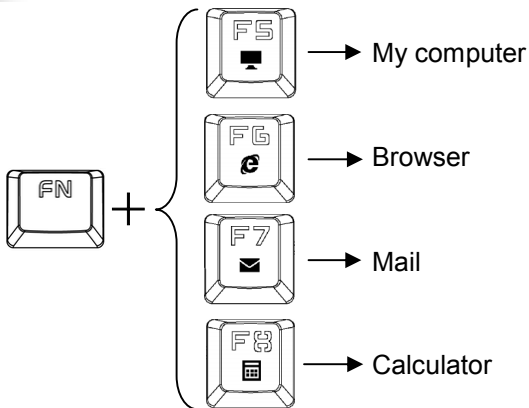 F5
My computer
FN
+
F6
Browser
F7
Mail
F8
Calculator